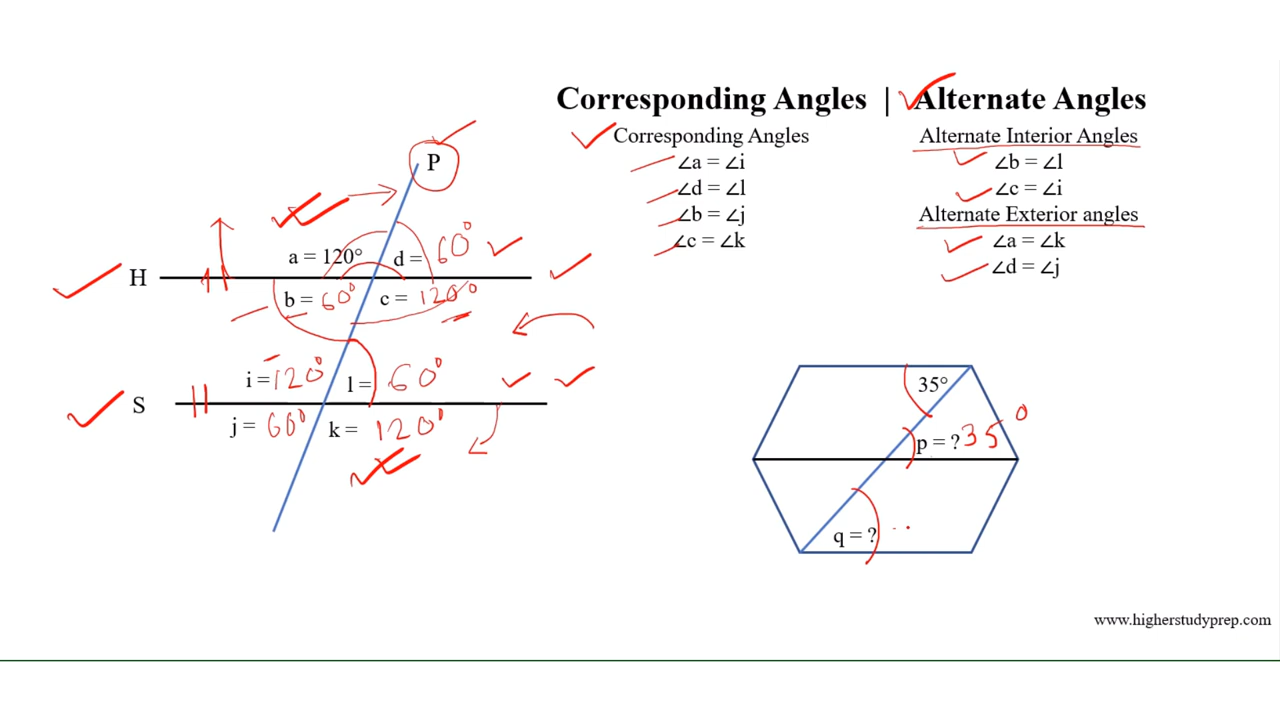 Corresponding Angles | Alternate Angles
Corresponding Angles
∠a = ∠i
∠d = ∠l
∠b = ∠j
∠c = ∠k
Alternate Interior Angles
∠b = ∠l
∠c = ∠i
Alternate Exterior angles
∠a = ∠k
∠d = ∠j
P
a = 120° d = 60°
H
b = 60° c = 120°
i = 120° l = 60°
S
j = 60° k = 120°
35°
p = ? 35°
q = ?
www.higherstudyprep.com